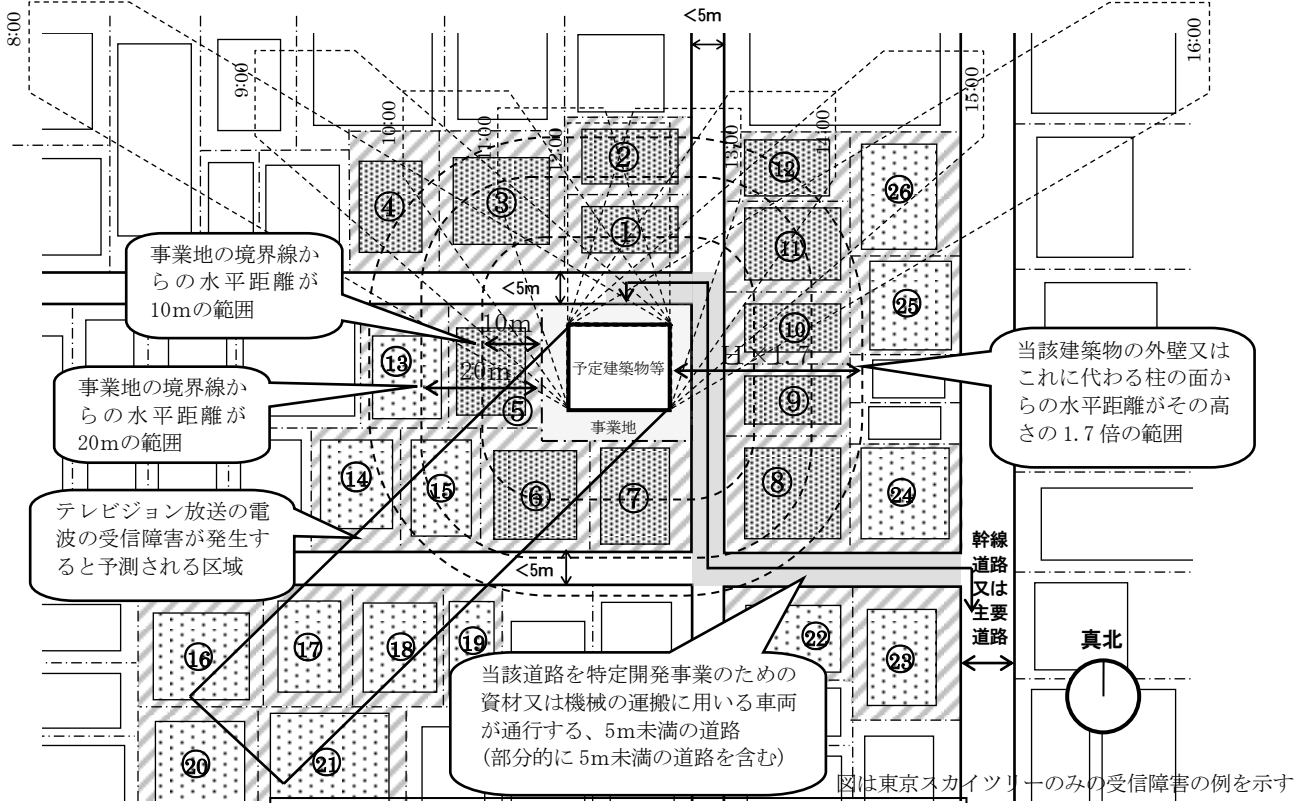 <5m
8:00
9:00
10:00
11:00
12:00
13:00
14:00
15:00
16:00
②
①
③
④
⑫
⑪
⑩
⑨
⑧
㉖
㉕
㉔
事業地の境界線か
らの水平距離が
10mの範囲
<5m
10m
20m
予定建築物等
事業地
H×1.7
当該建築物の外壁又は
これに代わる柱の面か
らの水平距離がその高
さの1.7倍の範囲
事業地の境界線か
らの水平距離が
20mの範囲
⑬
⑤
⑭
⑮
⑥
⑦
テレビジョン放送の電
波の受信障害が発生す
ると予測される区域
<5m
幹線
道路
又は
主要
道路
⑯
⑰
⑱
⑲
⑳
㉑
㉒
㉓
当該道路を特定開発事業のための
資材又は機械の運搬に用いる車両
が通行する、5m未満の道路
(部分的に5m未満の道路を含む)
真北
図は東京スカイツリーのみの受信障害の例を示す